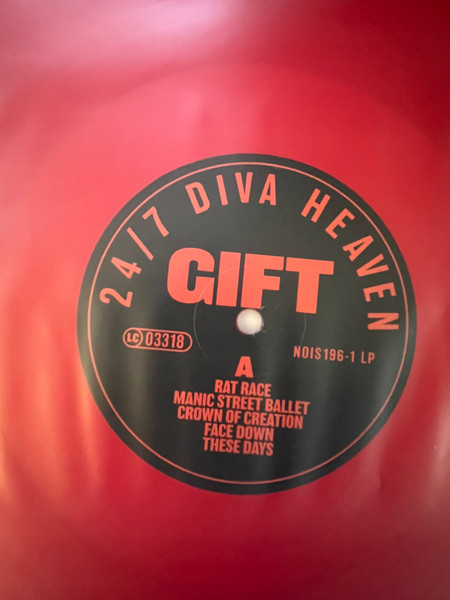 24/7 DIVA HEAVEN
GIFT
LC 03318
NOIS196-1 LP
A
RAT RACE
MANIC STREET BALLET
CROWN OF CREATION
FACE DOWN
THESE DAYS